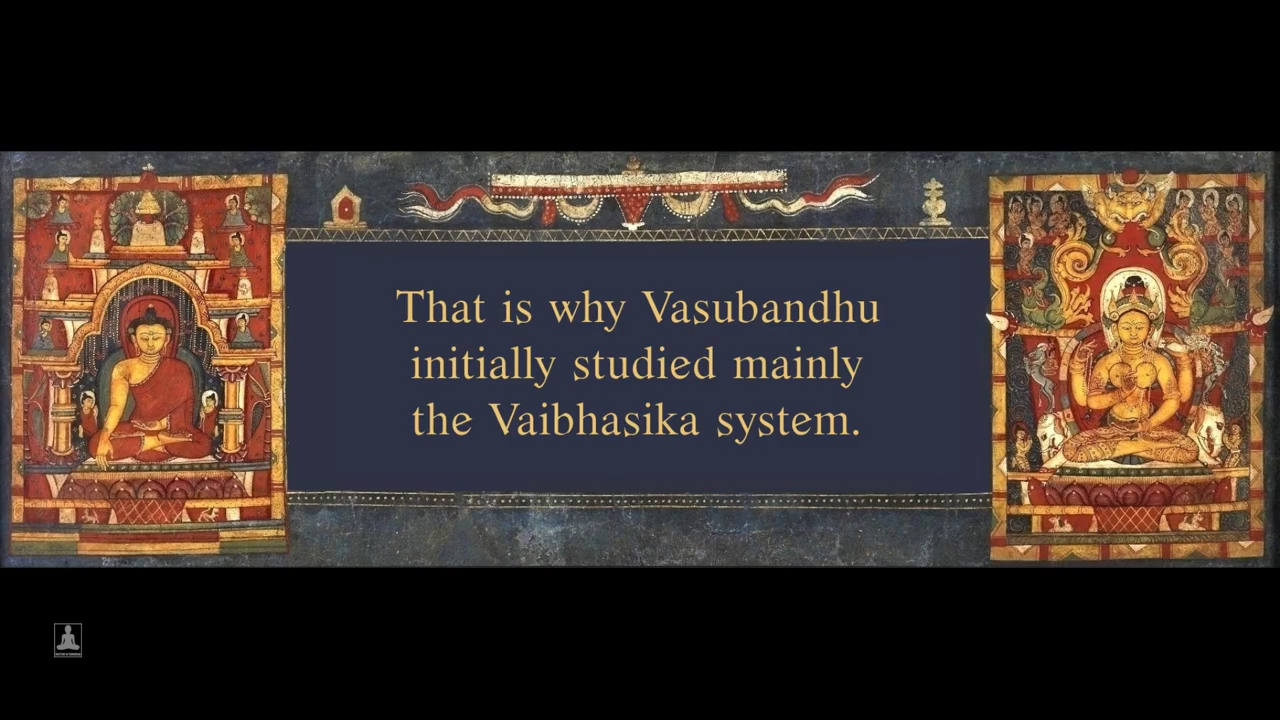 That is why Vasubandhu
initially studied mainly
the Vaibhasika system.